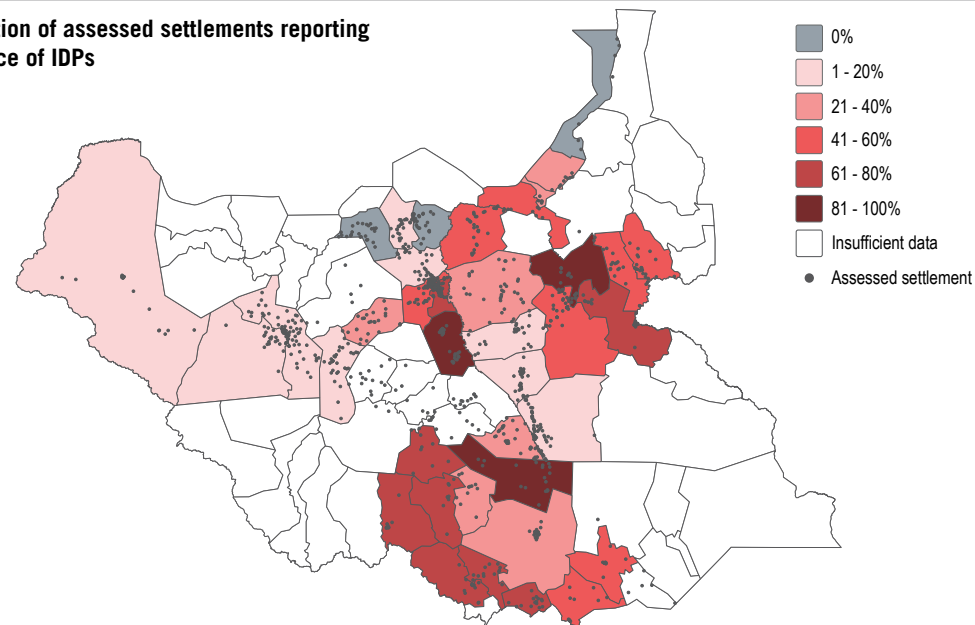 tion of assessed settlements reporting
ce of IDPs
0%
1 - 20%
21 - 40%
41 - 60%
61 - 80%
81 - 100%
Insufficient data
Assessed settlement